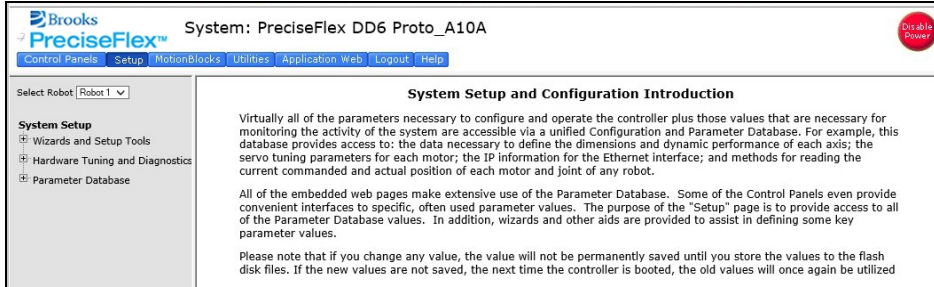 Brooks
PreciseFlex™
System: PreciseFlex DD6 Proto_A10A
Disable
Power
Control Panels Setup MotionBlocks Utilities Application Web Logout Help
Select Robot Robot 1
System Setup
Wizards and Setup Tools
Hardware Tuning and Diagnostics
Parameter Database
System Setup and Configuration Introduction
Virtually all of the parameters necessary to configure and operate the controller plus those values that are necessary for
monitoring the activity of the system are accessible via a unified Configuration and Parameter Database. For example, this
database provides access to: the data necessary to define the dimensions and dynamic performance of each axis; the
servo tuning parameters for each motor; the IP information for the Ethernet interface; and methods for reading the
current commanded and actual position of each motor and joint of any robot.
All of the embedded web pages make extensive use of the Parameter Database. Some of the Control Panels even provide
convenient interfaces to specific, often used parameter values. The purpose of the "Setup" page is to provide access to all
of the Parameter Database values. In addition, wizards and other aids are provided to assist in defining some key
parameter values.
Please note that if you change any value, the value will not be permanently saved until you store the values to the flash
disk files. If the new values are not saved, the next time the controller is booted, the old values will once again be utilized